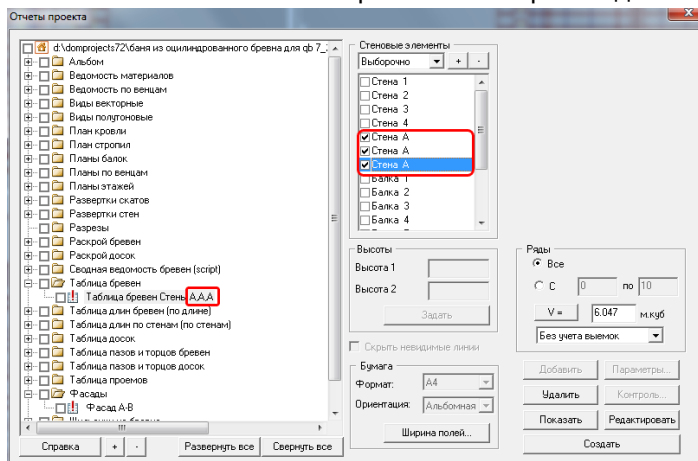 Отчеты проекта
d:\domprojects72\баня из оцилиндрованного бревна для qb 7_
Альбом
Ведомость материалов
Ведомость по венцам
Виды векторные
Виды полутоновые
План кровли
План стропил
Планы балок
Планы по венцам
Планы этажей
Развертки скатов
Развертки стен
Разрезы
Раскрой бревен
Раскрой досок
Сводная ведомость бревен (script)
Таблица бревен
Таблица бревен Стены A,A,A
Таблица длин бревен (по длине)
Таблица длин по стенам (по стенам)
Таблица досок
Таблица пазов и торцов бревен
Таблица пазов и торцов досок
Таблица проемов
Фасады
Фасад А-В
Справка
+
-
Развернуть все
Свернуть все
Стеновые элементы
Выборочно
+
-
Стена 1
Стена 2
Стена 3
Стена 4
Стена А
Стена А
Стена А
Балка 1
Балка 2
Балка 3
Балка 4
Высоты
Высота 1
Высота 2
Задать
Скрыть невидимые линии
Бумага
Формат: A4
Ориентация: Альбомная
Ширина полей...
Ряды
Все
С 0 по 10
V = 6.047 м.куб
Без учета выемок
Добавить
Параметры...
Удалить
Контроль...
Показать
Редактировать
Создать